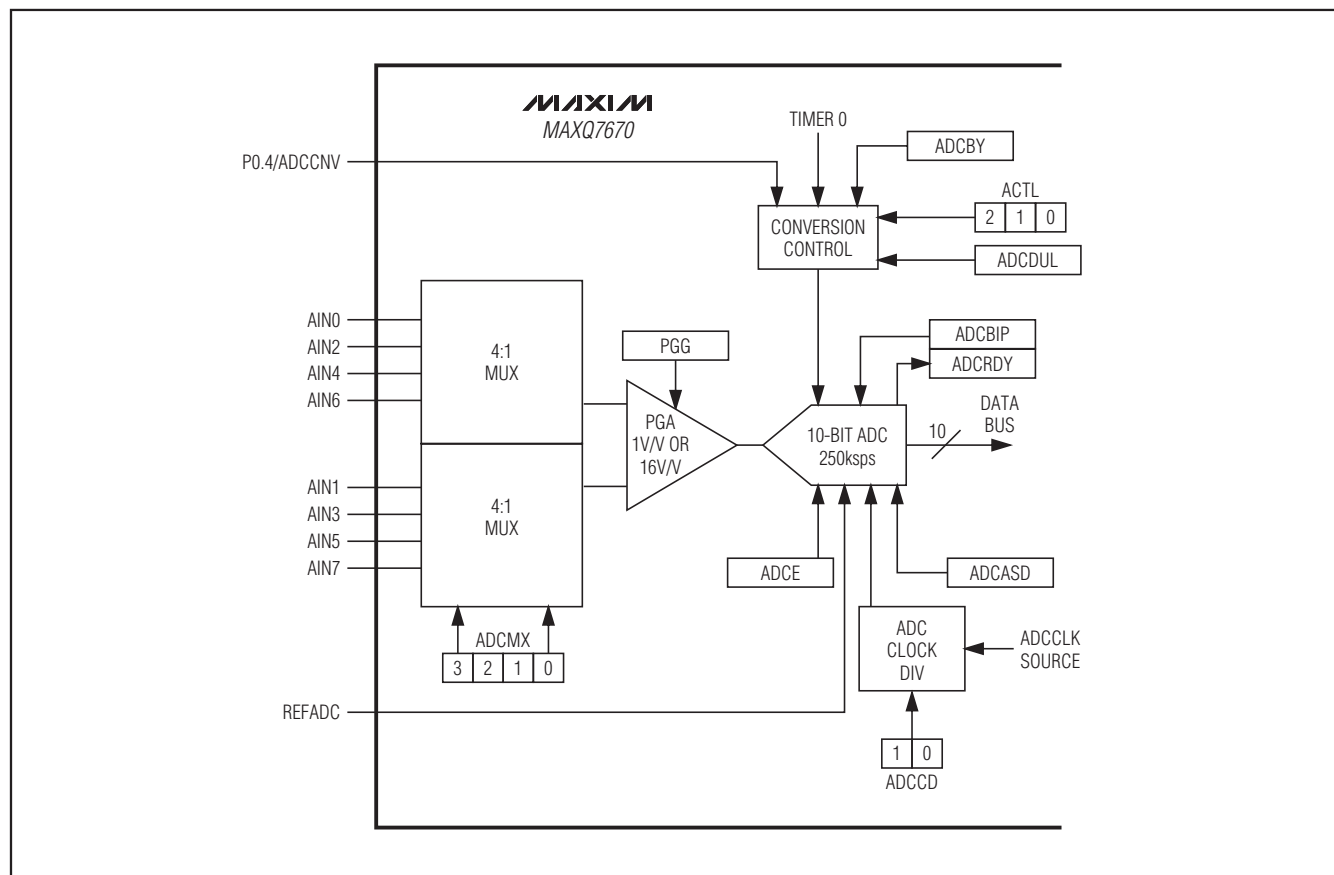 MAXIM
MAXQ7670
TIMER 0
ADCBY
P0.4/ADCCNV
ACTL
2 1 0
CONVERSION
CONTROL
ADCDUL
AIN0
AIN2
AIN4
AIN6
4:1
MUX
PGG
ADCBIP
ADCRDY
PGA
1V/V OR
16V/V
10-BIT ADC
250ksps
10
DATA
BUS
AIN1
AIN3
AIN5
AIN7
4:1
MUX
ADCE
ADCASD
ADCMX
3 2 1 0
ADC
CLOCK
DIV
ADCCLK
SOURCE
REFADC
1 0
ADCCD